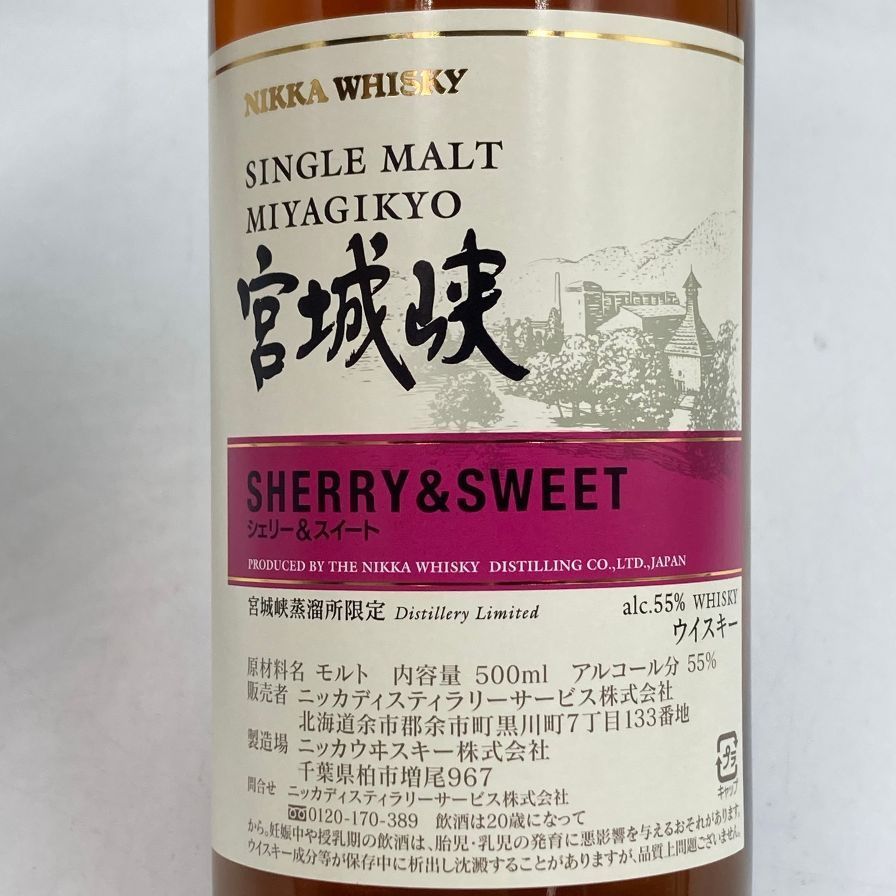 NIKKA WHISKY
SINGLE MALT
MIYAGIKYO
宮城峡
SHERRY&SWEET
シェリー&スイート
PRODUCED BY THE NIKKA WHISKY DISTILLING CO.,LTD.,JAPAN
宮城峡蒸溜所限定 Distillery Limited
alc.55% WHISKY
ウイスキー
原材料名 モルト 内容量 500ml アルコール分 55%
販売者 ニッカディスティラリーサービス株式会社
北海道余市郡余市町黒川町7丁目133番地
製造場 ニッカウヰスキー株式会社
千葉県柏市増尾967
問合せ ニッカディスティラリーサービス株式会社
0120-170-389 飲酒は20歳になって
から。妊娠中や授乳期の飲酒は、胎児・乳児の発育に悪影響を与えるおそれがあります。
ウイスキー成分等が保存中に析出し沈澱することがありますが、品質上問題ございません。
プラ
キャップ